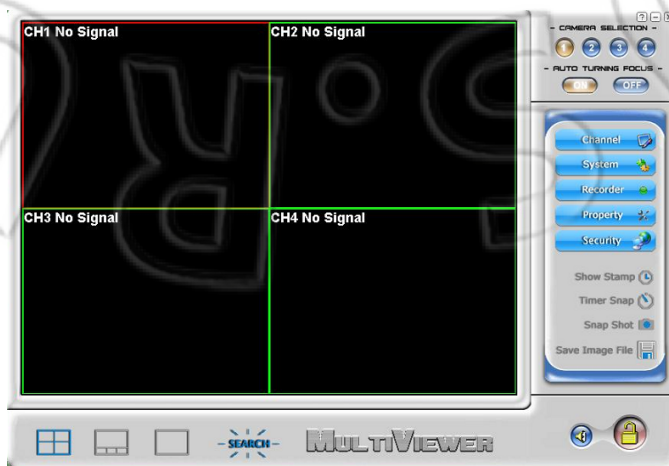 CH1 No Signal
CH2 No Signal
CH3 No Signal
CH4 No Signal
- CAMERA SELECTION -
1 2 3 4
- AUTO TURNING FOCUS -
ON OFF
Channel
System
Recorder
Property
Security
Show Stamp
Timer Snap
Snap Shot
Save Image File
SEARCH
MULTIVIEWER